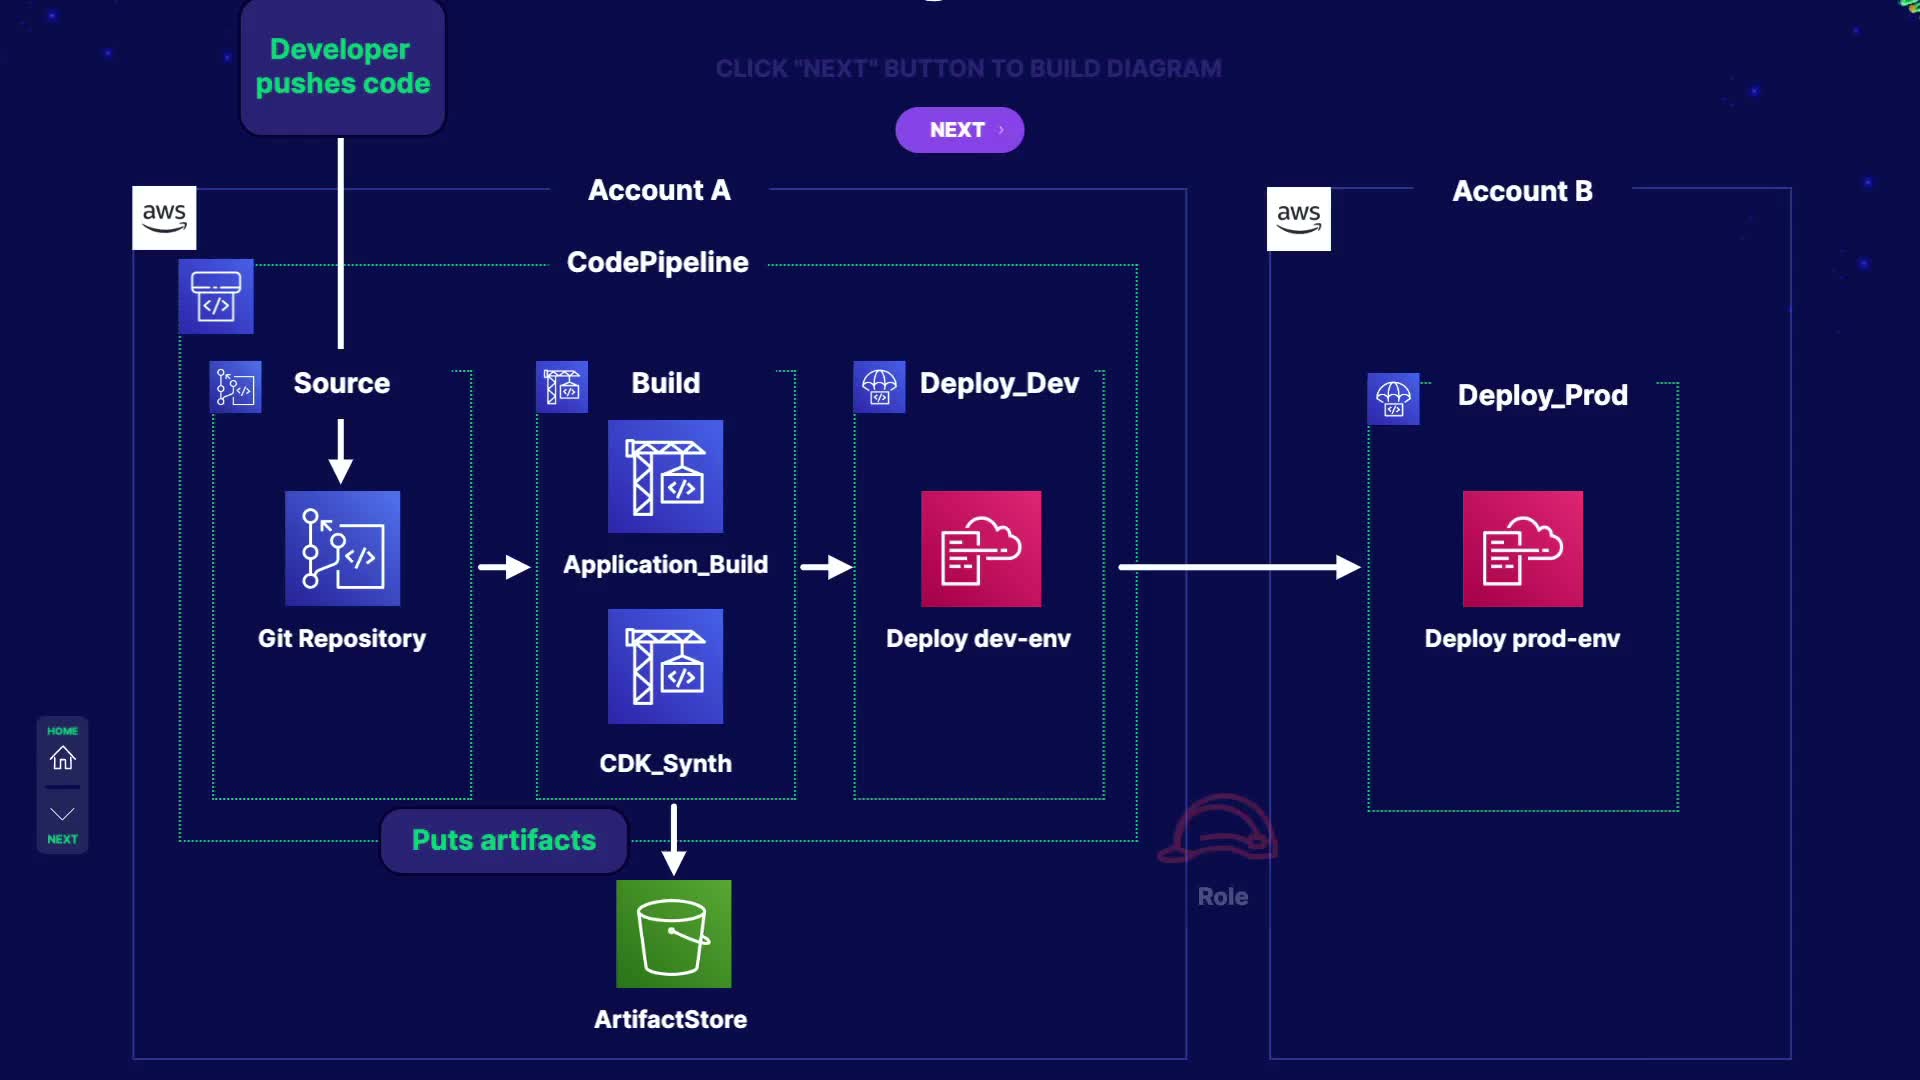 Developer
pushes code
CLICK "NEXT" BUTTON TO BUILD DIAGRAM
NEXT ›
aws
Account A
aws
Account B
CodePipeline
Source
Build
Deploy_Dev
Deploy_Prod
Application_Build
Git Repository
Deploy dev-env
Deploy prod-env
CDK_Synth
HOME
NEXT
Puts artifacts
Role
ArtifactStore